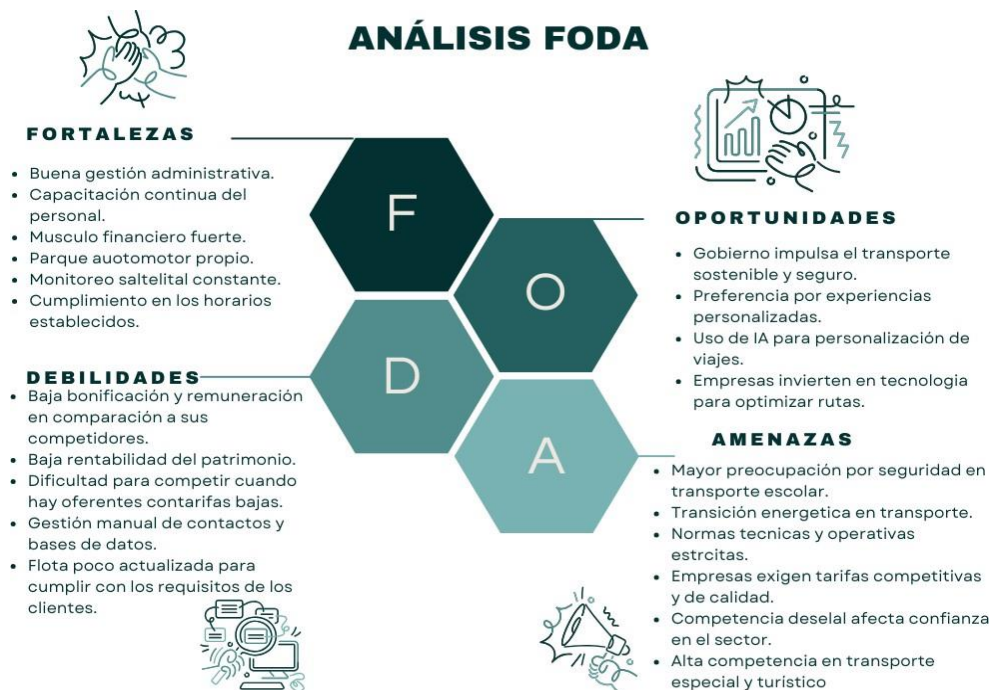 ANÁLISIS FODA
FORTALEZAS
• Buena gestión administrativa.
• Capacitación continua del
personal.
• Musculo financiero fuerte.
• Parque auotomotor propio.
• Monitoreo saltelital constante.
• Cumplimiento en los horarios
establecidos.
F
OPORTUNIDADES
• Gobierno impulsa el transporte
sostenible y seguro.
• Preferencia por experiencias
personalizadas.
• Uso de IA para personalización de
viajes.
• Empresas invierten en tecnologia
para optimizar rutas.
O
DEBILIDADES
• Baja bonificación y remuneración
en comparación a sus
competidores.
• Baja rentabilidad del patrimonio.
• Dificultad para competir cuando
hay oferentes contarifas bajas.
• Gestión manual de contactos y
bases de datos.
• Flota poco actualizada para
cumplir con los requisitos de los
clientes.
D
AMENAZAS
• Mayor preocupación por seguridad en
transporte escolar.
• Transición energetica en transporte.
• Normas tecnicas y operativas
estrcitas.
• Empresas exigen tarifas competitivas
y de calidad.
• Competencia deselal afecta confianza
en el sector.
• Alta competencia en transporte
especial y turístico
A